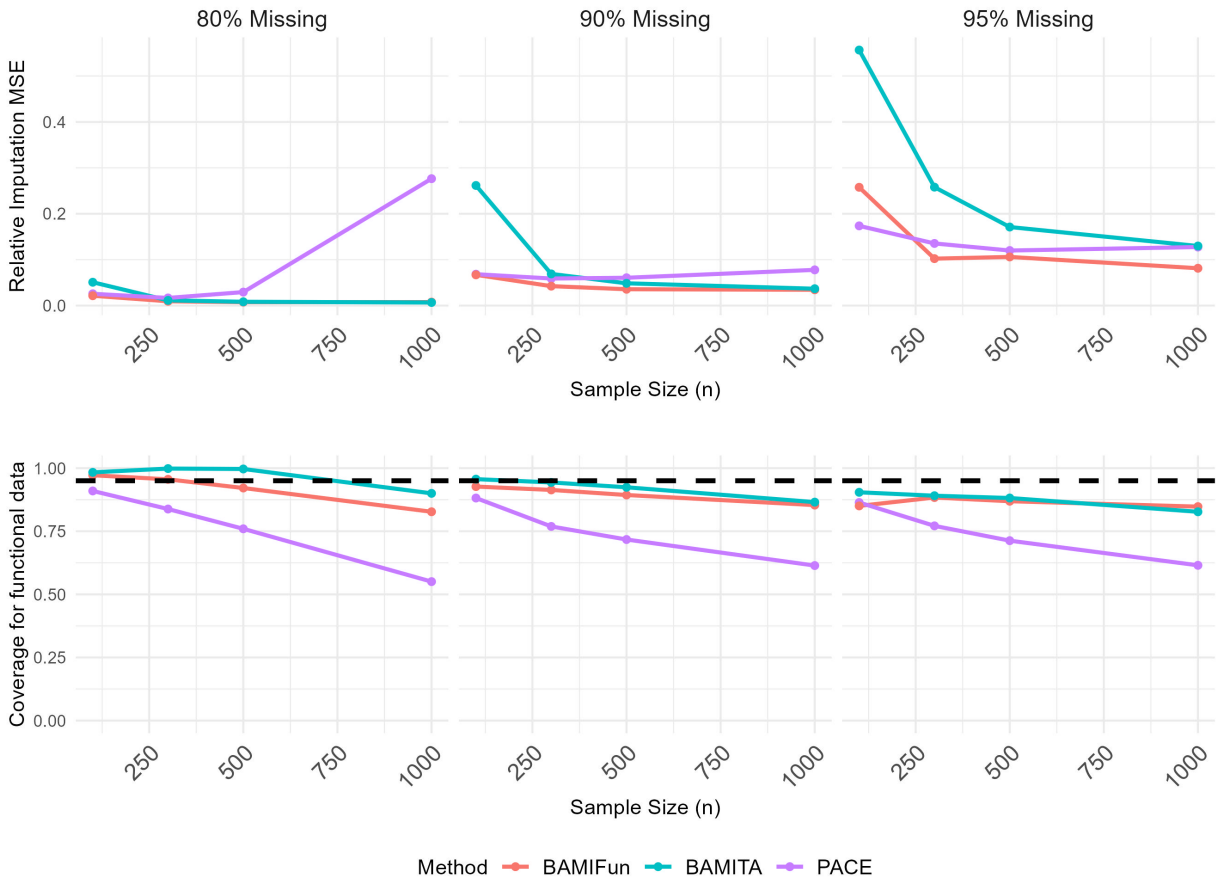 80% Missing 90% Missing 95% Missing
Relative Imputation MSE
0.4
0.2
0.0
250 500 750 1000 250 500 750 1000 250 500 750 1000
Sample Size (n)
Coverage for functional data
1.00
0.75
0.50
0.25
0.00
250 500 750 1000 250 500 750 1000 250 500 750 1000
Sample Size (n)
Method BAMIFun BAMITA PACE